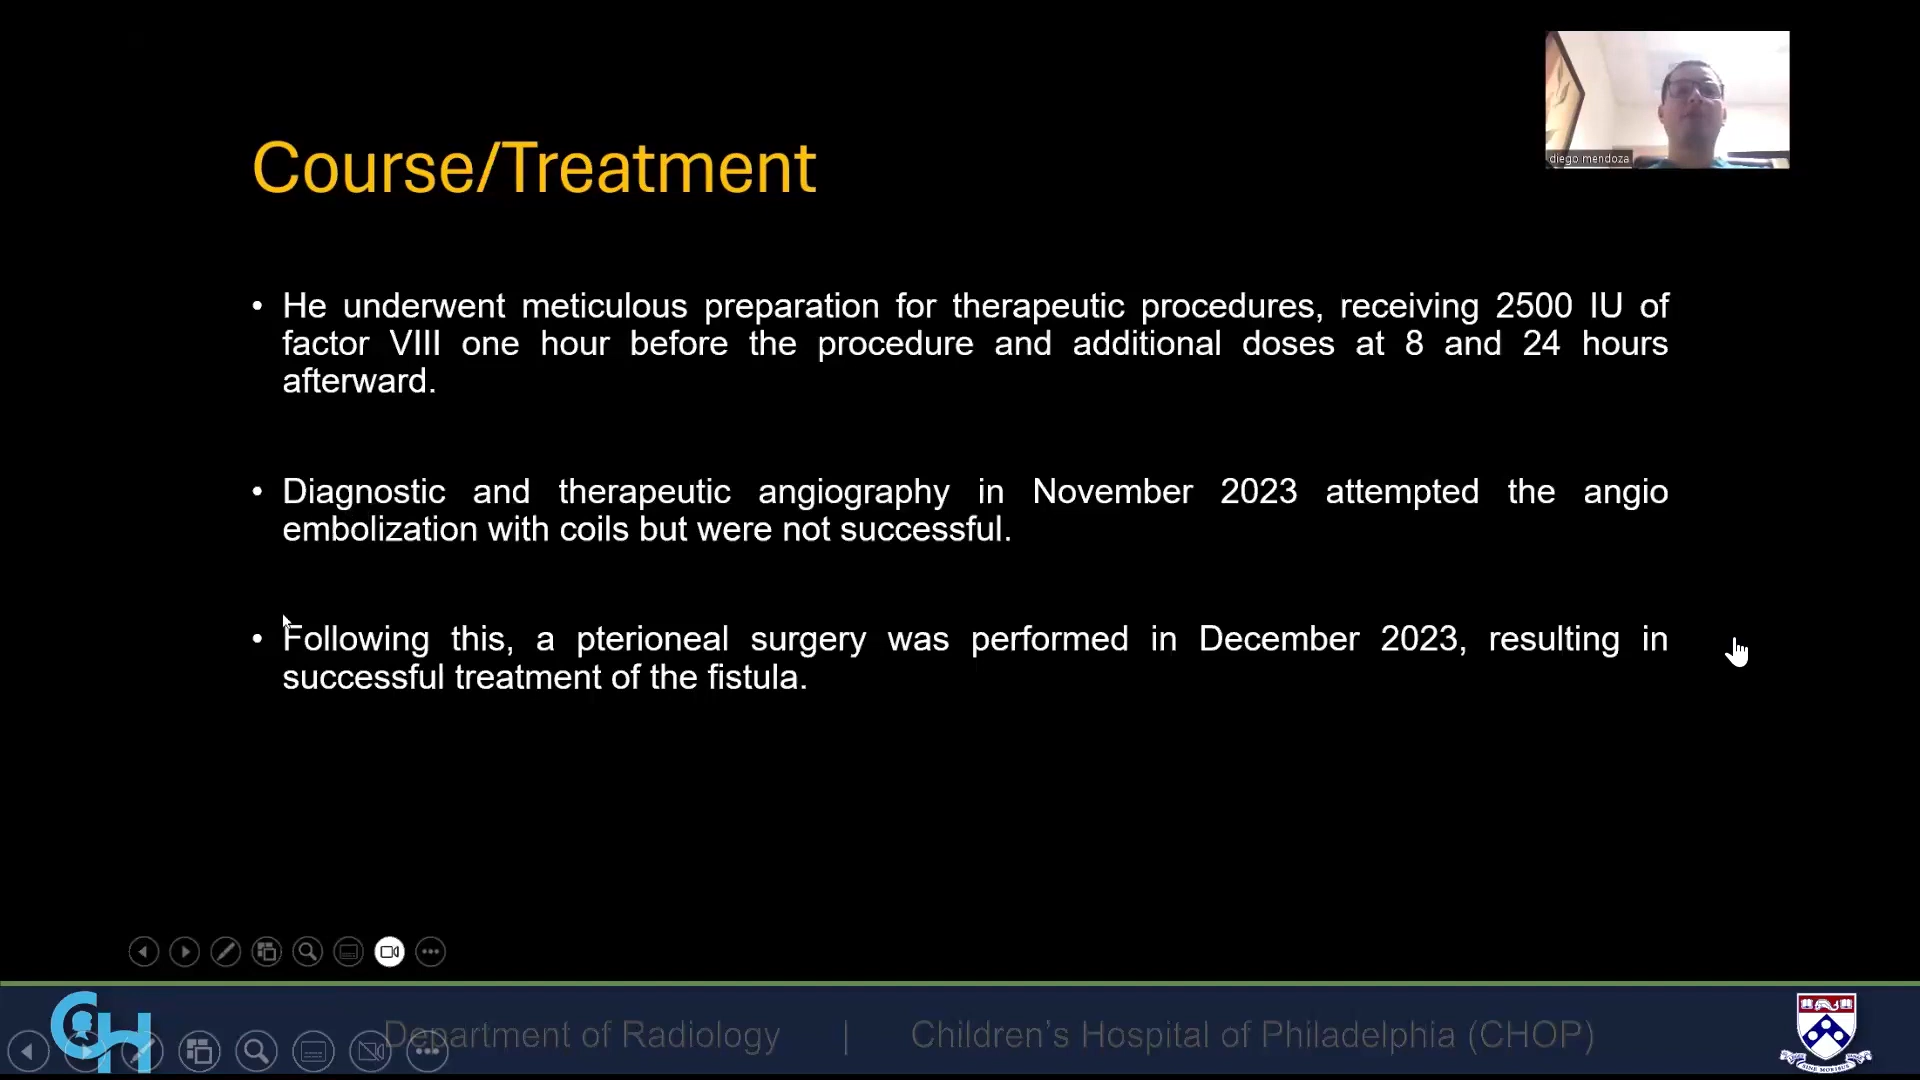 diego mendoza
Course/Treatment
• He underwent meticulous preparation for therapeutic procedures, receiving 2500 IU of
factor VIII one hour before the procedure and additional doses at 8 and 24 hours
afterward.
• Diagnostic and therapeutic angiography in November 2023 attempted the angio
embolization with coils but were not successful.
• Following this, a pterioneal surgery was performed in December 2023, resulting in
successful treatment of the fistula.
CH
Department of Radiology | Children's Hospital of Philadelphia (CHOP)